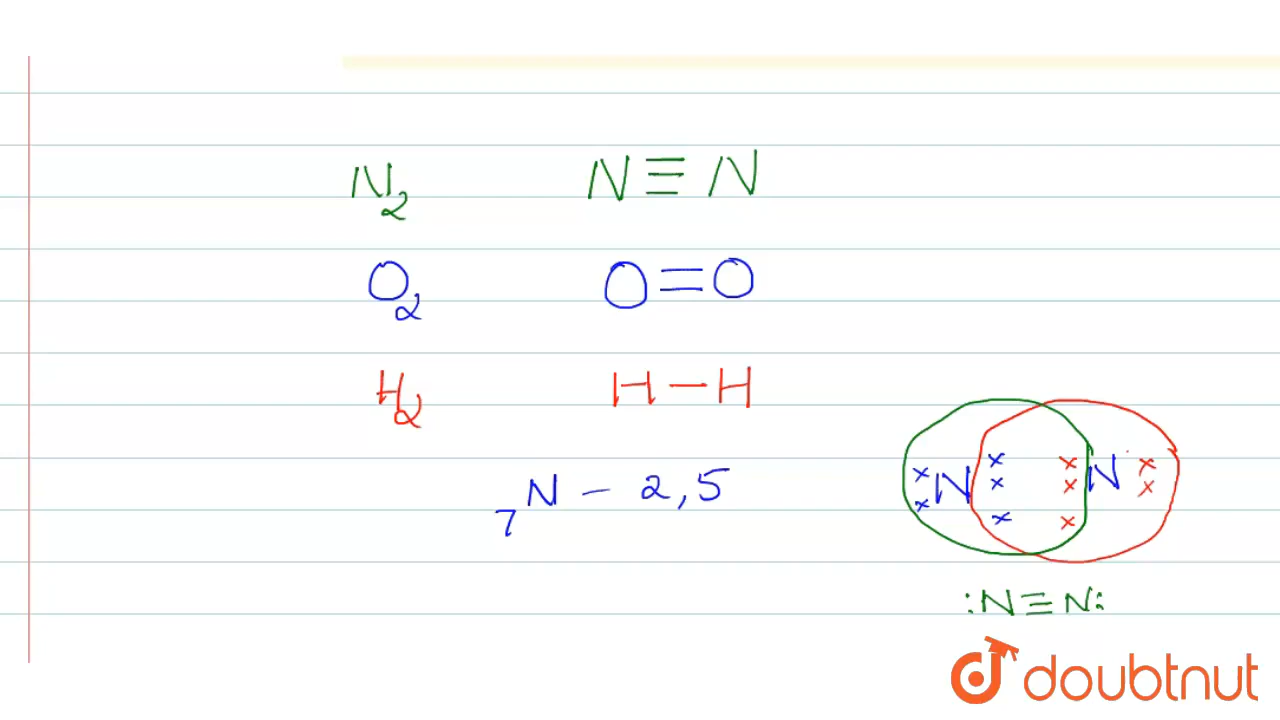 N₂ N≡N
O₂ O=O
H₂ H-H
₇N - 2,5
x x x x
N x x N x
x x x
:N≡N:
doubtnut